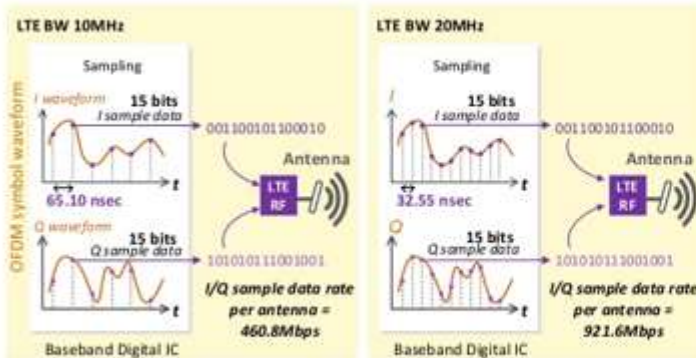 LTE BW 10MHz
OFDM symbol waveform
Sampling
I waveform
15 bits
I sample data
001100101100010
t
65.10 nsec
Antenna
LTE
RF
Q waveform
15 bits
Q sample data
101010111001001
t
I/Q sample data rate
per antenna =
460.8Mbps
Baseband Digital IC
LTE BW 20MHz
Sampling
I
15 bits
I sample data
001100101100010
t
32.55 nsec
Antenna
LTE
RF
Q
15 bits
Q sample data
101010111001001
t
I/Q sample data rate
per antenna =
921.6Mbps
Baseband Digital IC